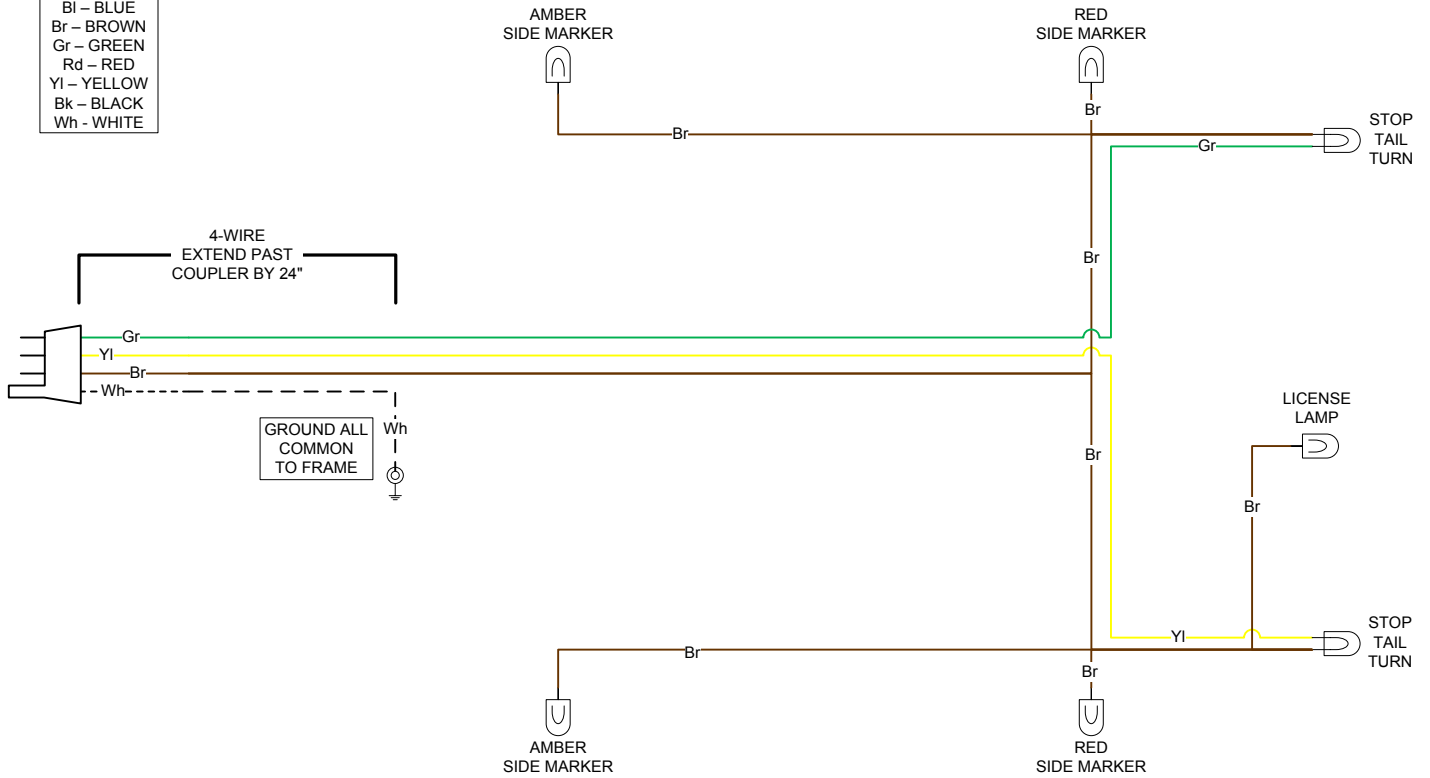 Bl – BLUE
Br – BROWN
Gr – GREEN
Rd – RED
Yl – YELLOW
Bk – BLACK
Wh - WHITE
AMBER
SIDE MARKER
RED
SIDE MARKER
Br
Br
STOP
TAIL
TURN
Gr
4-WIRE
EXTEND PAST
COUPLER BY 24"
Br
Gr
Yl
Br
Wh
GROUND ALL
COMMON
TO FRAME
Wh
Br
LICENSE
LAMP
Br
Yl
STOP
TAIL
TURN
Br
Br
AMBER
SIDE MARKER
RED
SIDE MARKER